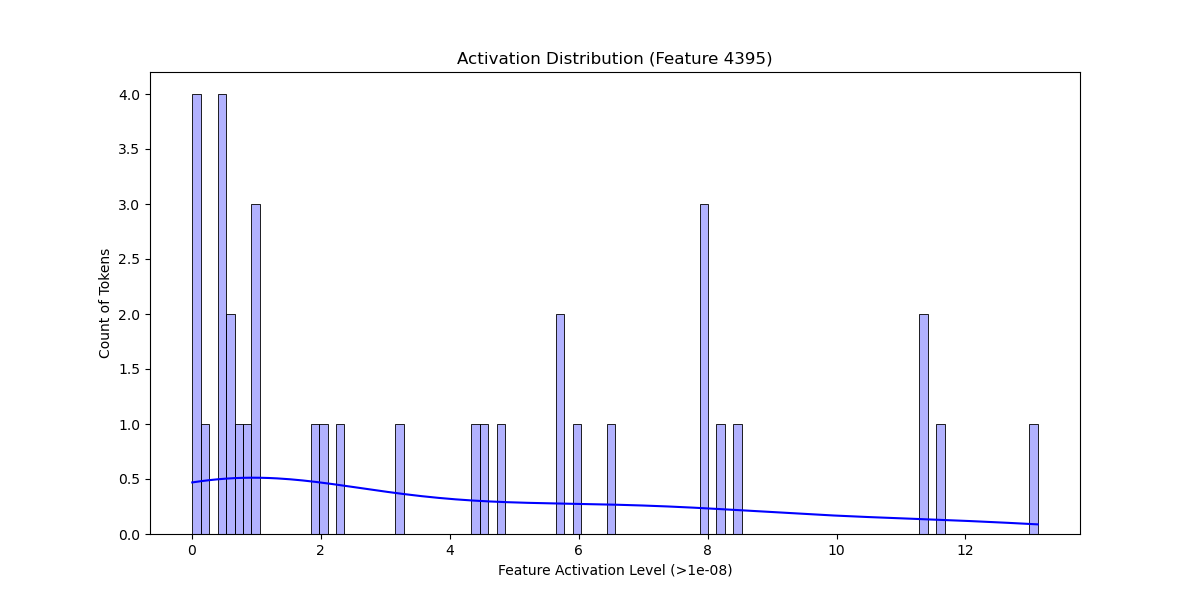 Activation Distribution (Feature 4395)
4.0
3.5
3.0
2.5
2.0
1.5
1.0
0.5
0.0
Count of Tokens
0 2 4 6 8 10 12
Feature Activation Level (>1e-08)